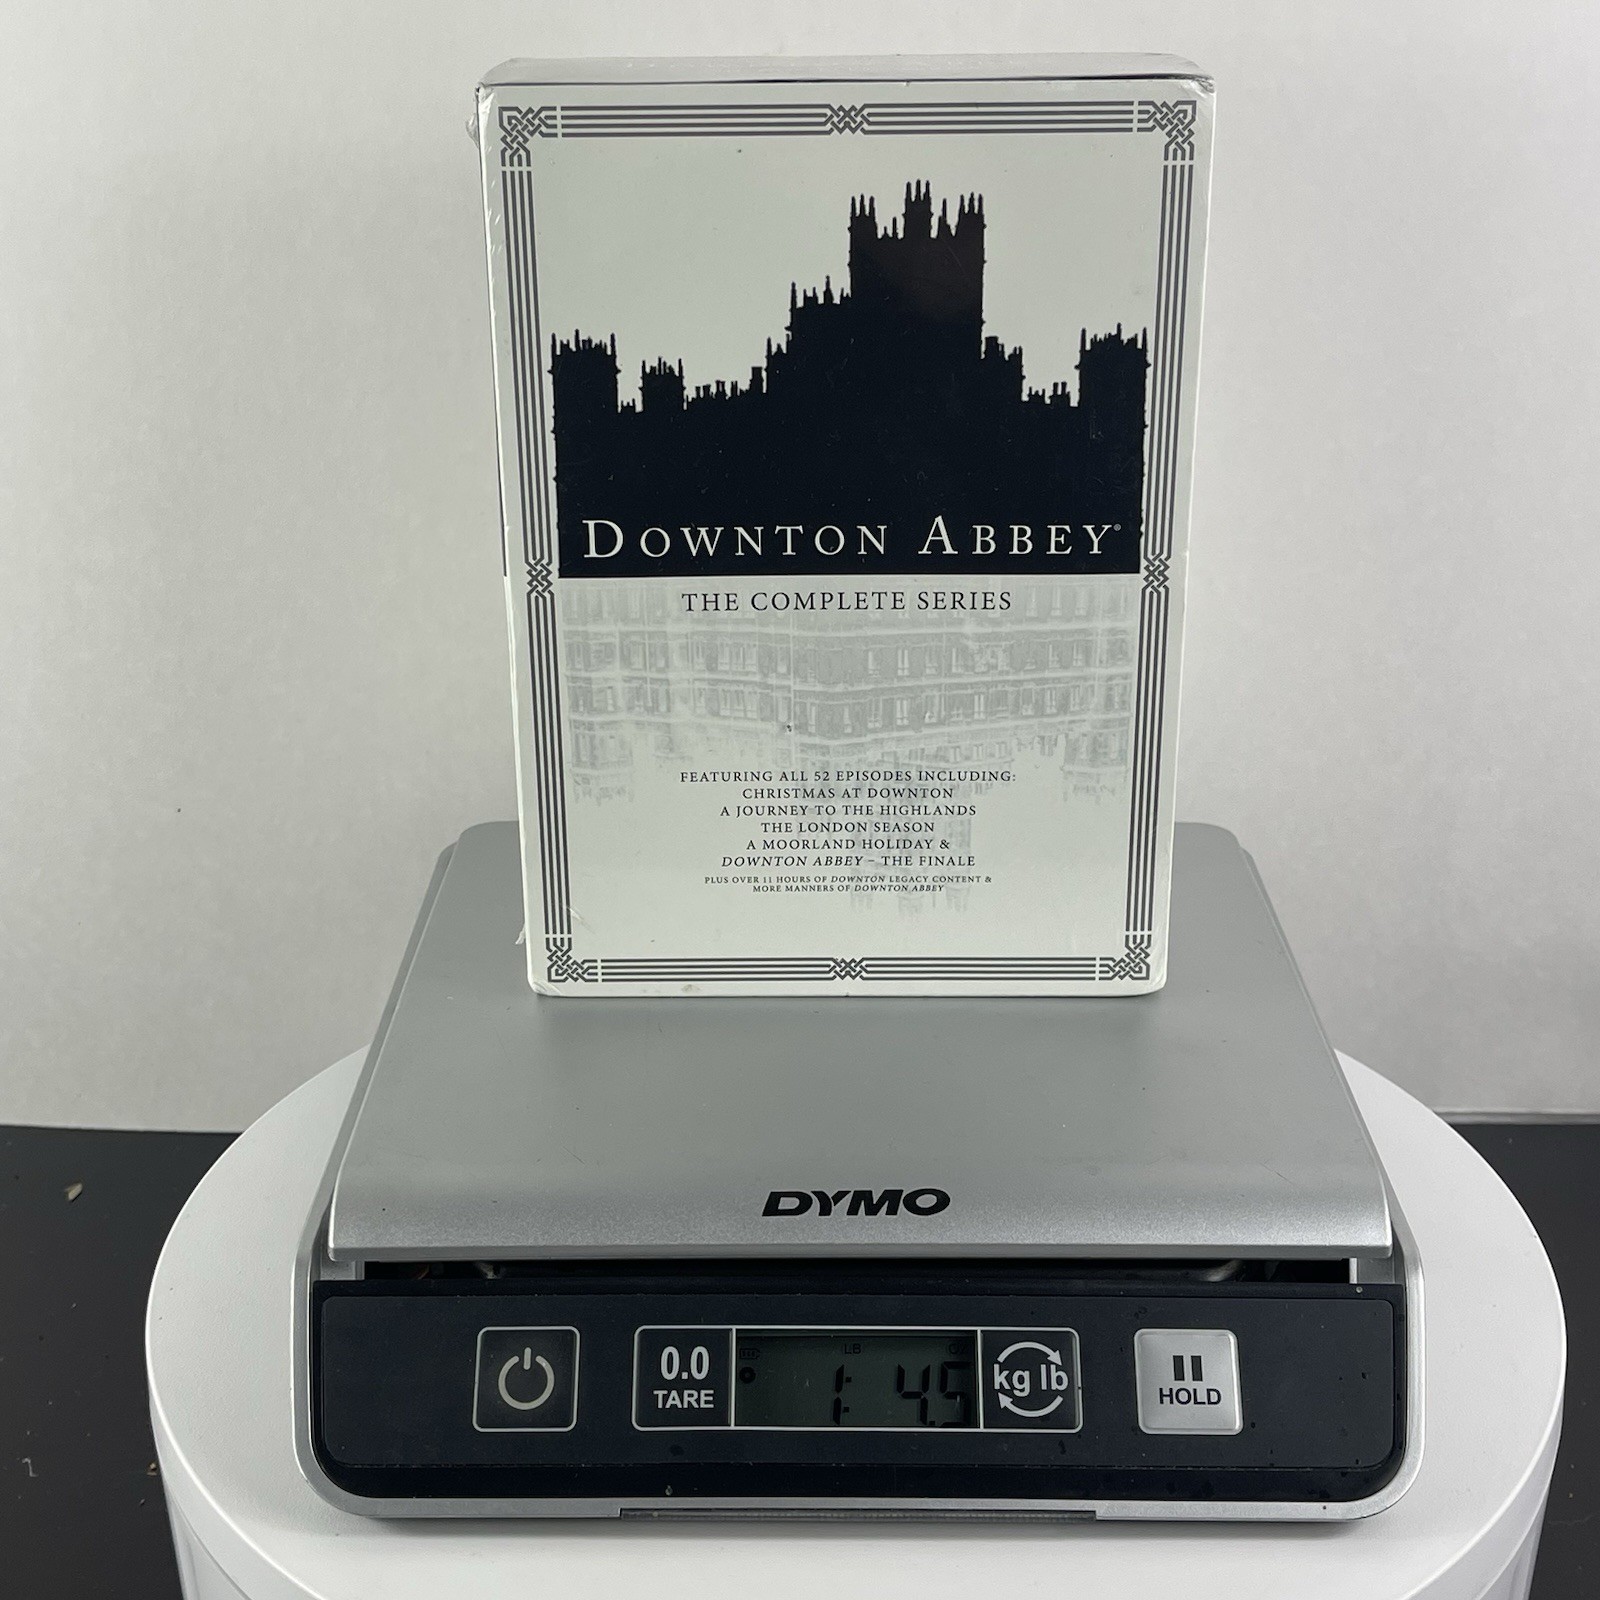 DOWNTON ABBEY®
THE COMPLETE SERIES
FEATURING ALL 52 EPISODES INCLUDING:
CHRISTMAS AT DOWNTON
A JOURNEY TO THE HIGHLANDS
THE LONDON SEASON
A MOORLAND HOLIDAY &
DOWNTON ABBEY – THE FINALE
PLUS OVER 11 HOURS OF DOWNTON LEGACY CONTENT &
MORE MANNERS OF DOWNTON ABBEY
DYMO
0.0
TARE
LB
OZ
1: 4.5
kg lb
HOLD